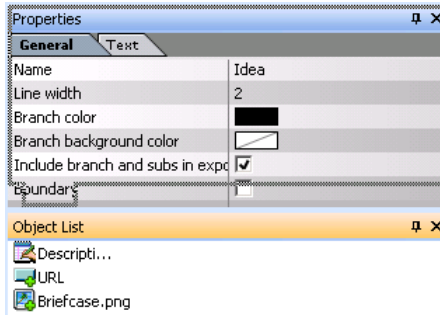 Properties
General Text
Name Idea
Line width 2
Branch color
Branch background color
Include branch and subs in expo
Boundary
Object List
Descripti...
URL
Briefcase.png